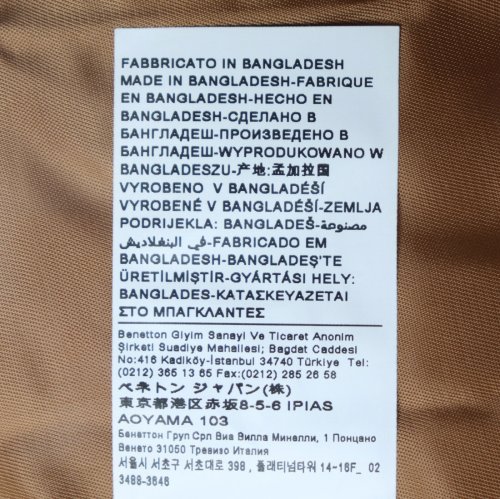 FABBRICATO IN BANGLADESH
MADE IN BANGLADESH-FABRIQUE
EN BANGLADESH-HECHO EN
BANGLADESH-СДЕЛАНО В
БАНГЛАДЕШ-ПРОИЗВЕДЕНО В
БАНГЛАДЕШ-WYPRODUKOWANO W
BANGLADESZU-产地:孟加拉国
VYROBENO V BANGLADÉŠÍ
VYROBENÉ V BANGLADÉŠÍ-ZEMLJA
PODRIJEKLA: BANGLADEŠ-مصنوعة
في البنغلاديش-FABRICADO EM
BANGLADESH-BANGLADEŞ'TE
ÜRETİLMİŞTİR-GYÁRTÁSI HELY:
BANGLADES-ΚΑΤΑΣΚΕΥΑΖΕΤΑΙ
ΣΤΟ ΜΠΑΓΚΛΑΝΤΕΣ
Benetton Giyim Sanayi Ve Ticaret Anonim
Şirketi Suadiye Mahallesi; Bagdat Caddesi
No:416 Kadiköy-İstanbul 34740 Türkiye Tel:
(0212) 365 13 65 Fax:(0212) 285 26 58
ベネトン ジャパン(株)
東京都港区赤坂8-5-6 IPIAS
AOYAMA 103
Бенеттон Груп Срл Виа Вилла Минелли, 1 Понцано
Венето 31050 Тревизо Италия
서울시 서초구 서초대로 398, 플래티넘타워 14-16F_ 02
3488-3646